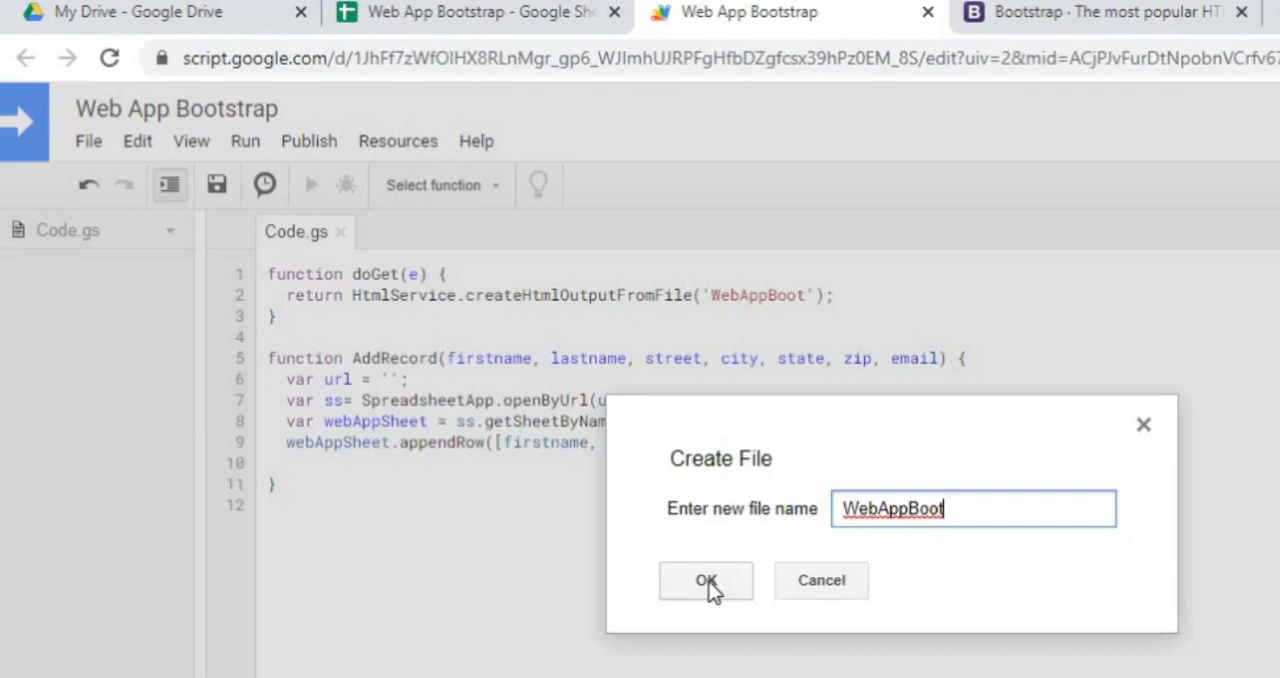 My Drive - Google Drive
Web App Bootstrap - Google She
Web App Bootstrap
B
Bootstrap · The most popular HT
script.google.com/d/1JhFf7zWfOlHX8RLnMgr_gp6_WJlmhUJRPFgHfbDZgfcsx39hPz0EM_8S/edit?uiv=2&mid=ACjPJvFurDtNpobnVCrfv67
Web App Bootstrap
File Edit View Run Publish Resources Help
Select function
Code.gs
Code.gs
1 function doGet(e) {
2 return HtmlService.createHtmlOutputFromFile('WebAppBoot');
3 }
4
5 function AddRecord(firstname, lastname, street, city, state, zip, email) {
6 var url = '';
7 var ss= SpreadsheetApp.openByUrl(u
8 var webAppSheet = ss.getSheetByNam
9 webAppSheet.appendRow([firstname,
10
11 }
12
Create File
Enter new file name WebAppBoot
OK Cancel